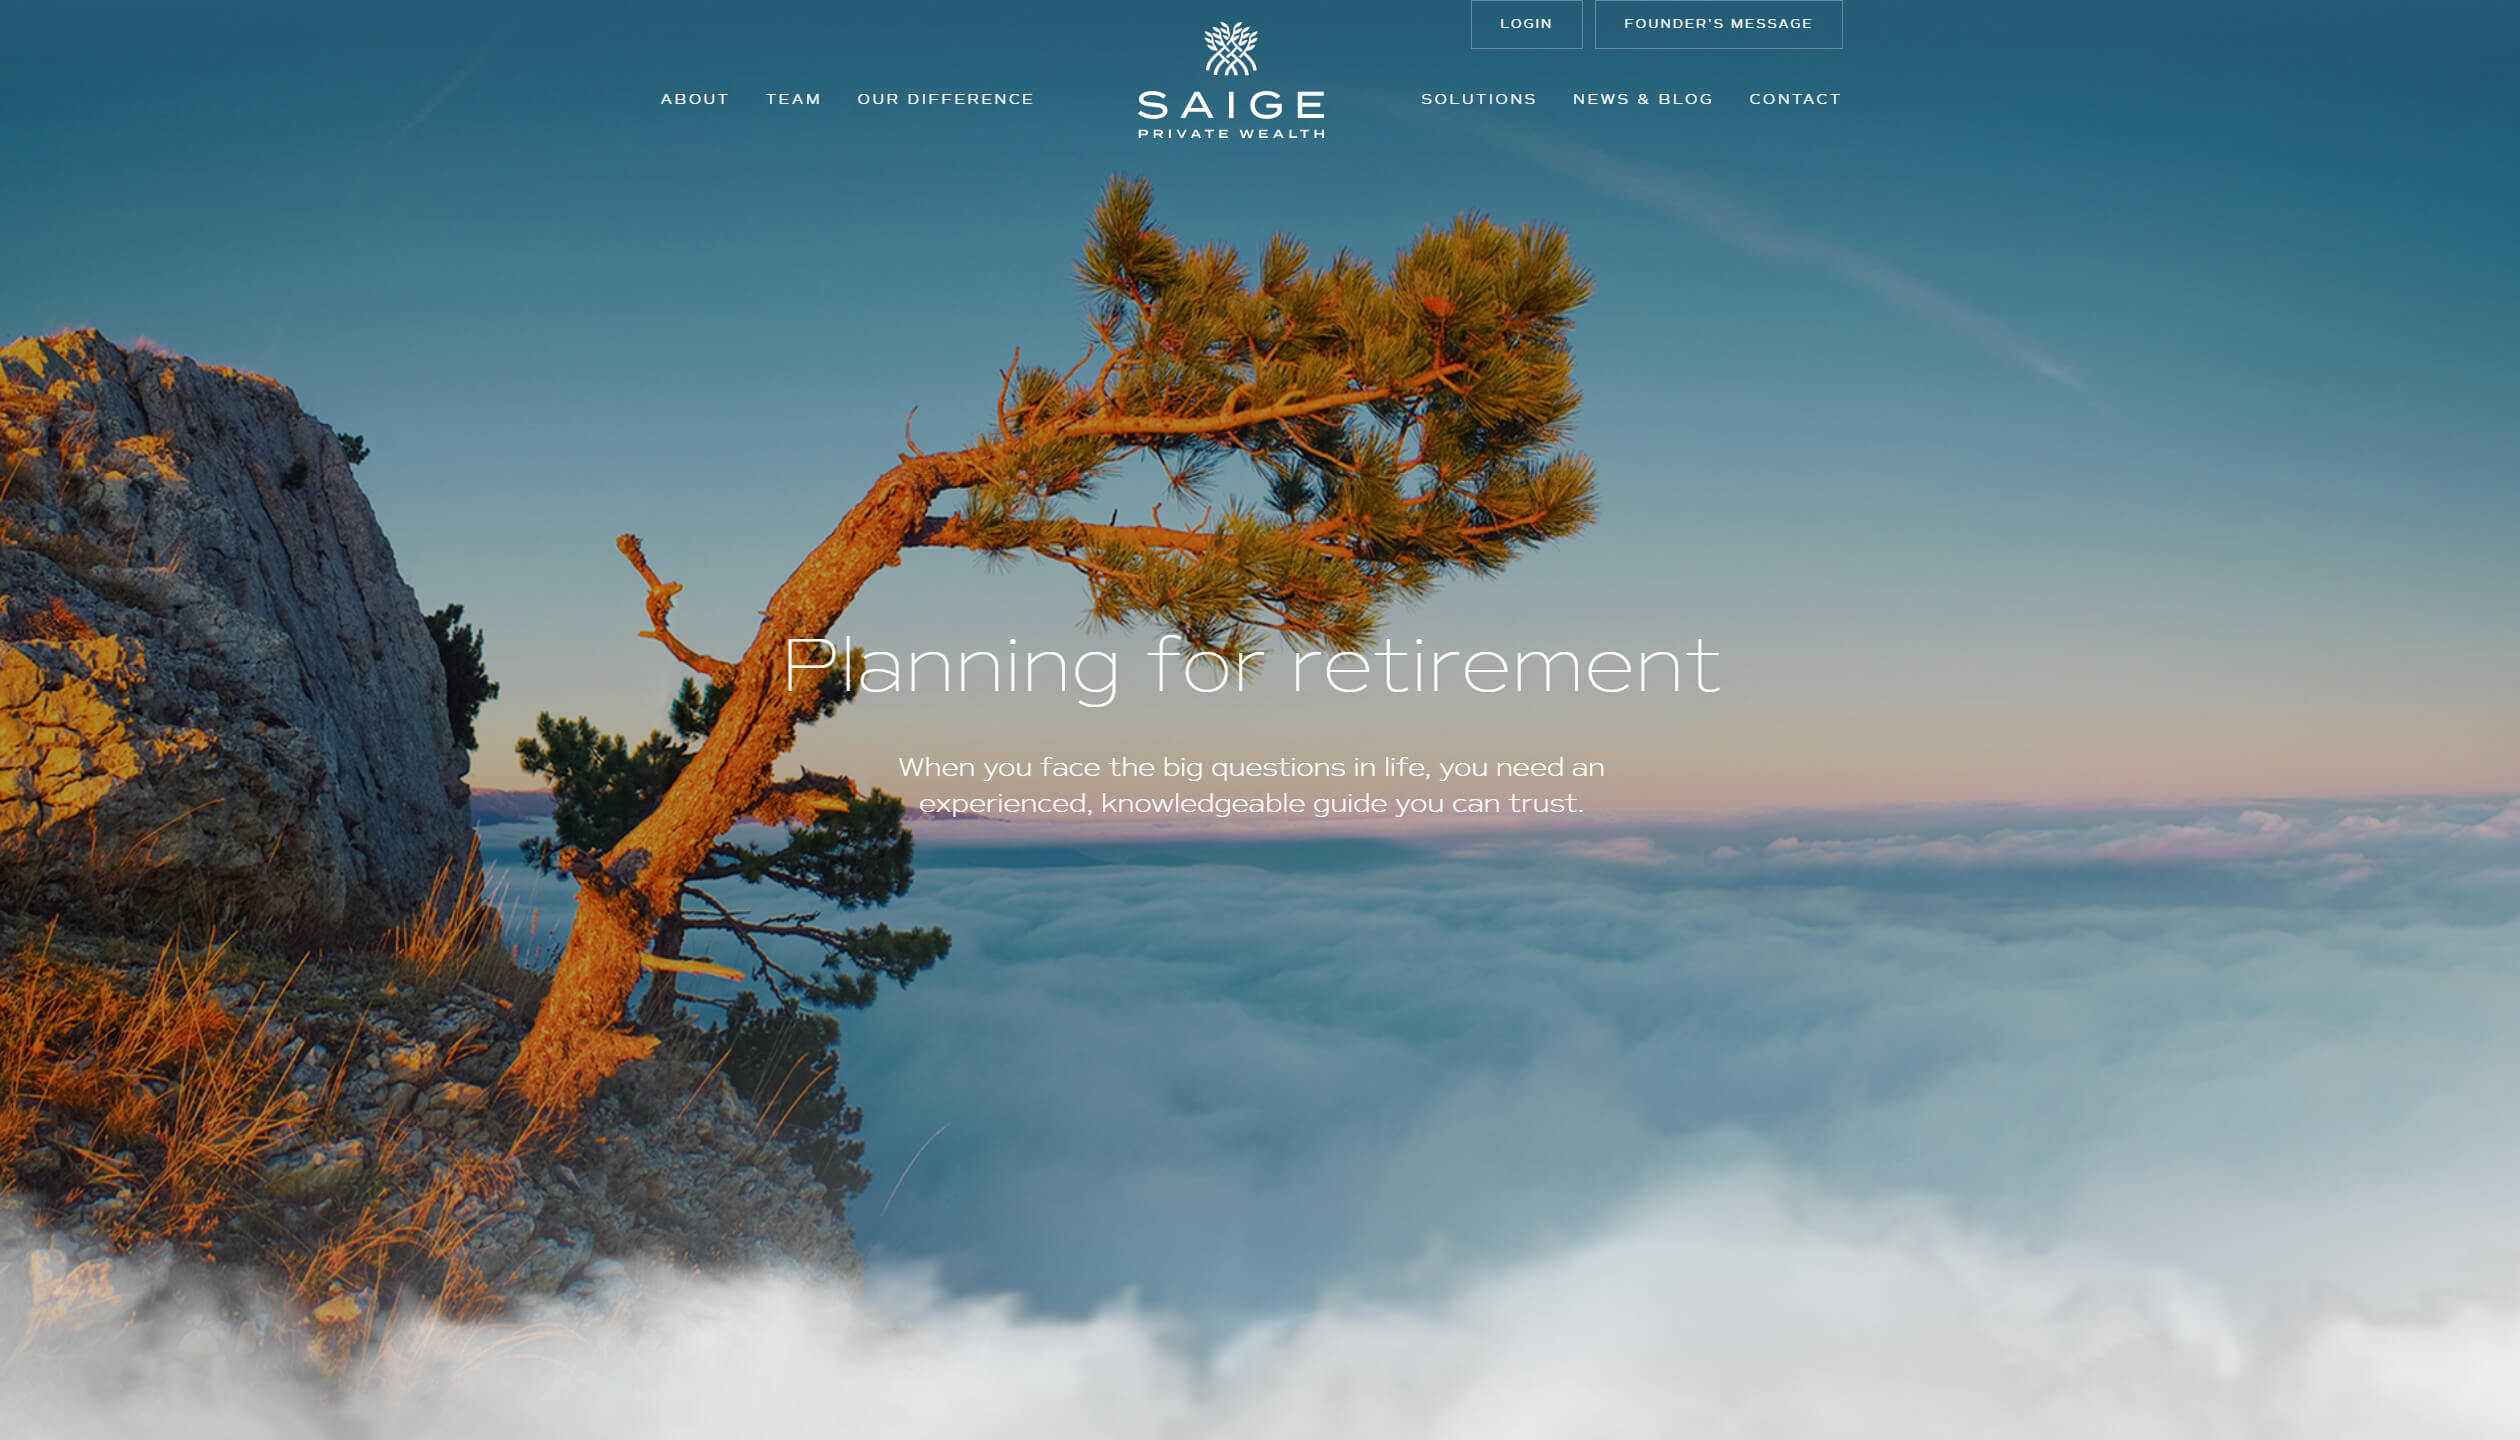 LOGIN
FOUNDER'S MESSAGE
ABOUT
TEAM
OUR DIFFERENCE
SAIGE
PRIVATE WEALTH
SOLUTIONS
NEWS & BLOG
CONTACT
Planning for retirement
When you face the big questions in life, you need an
experienced, knowledgeable guide you can trust.